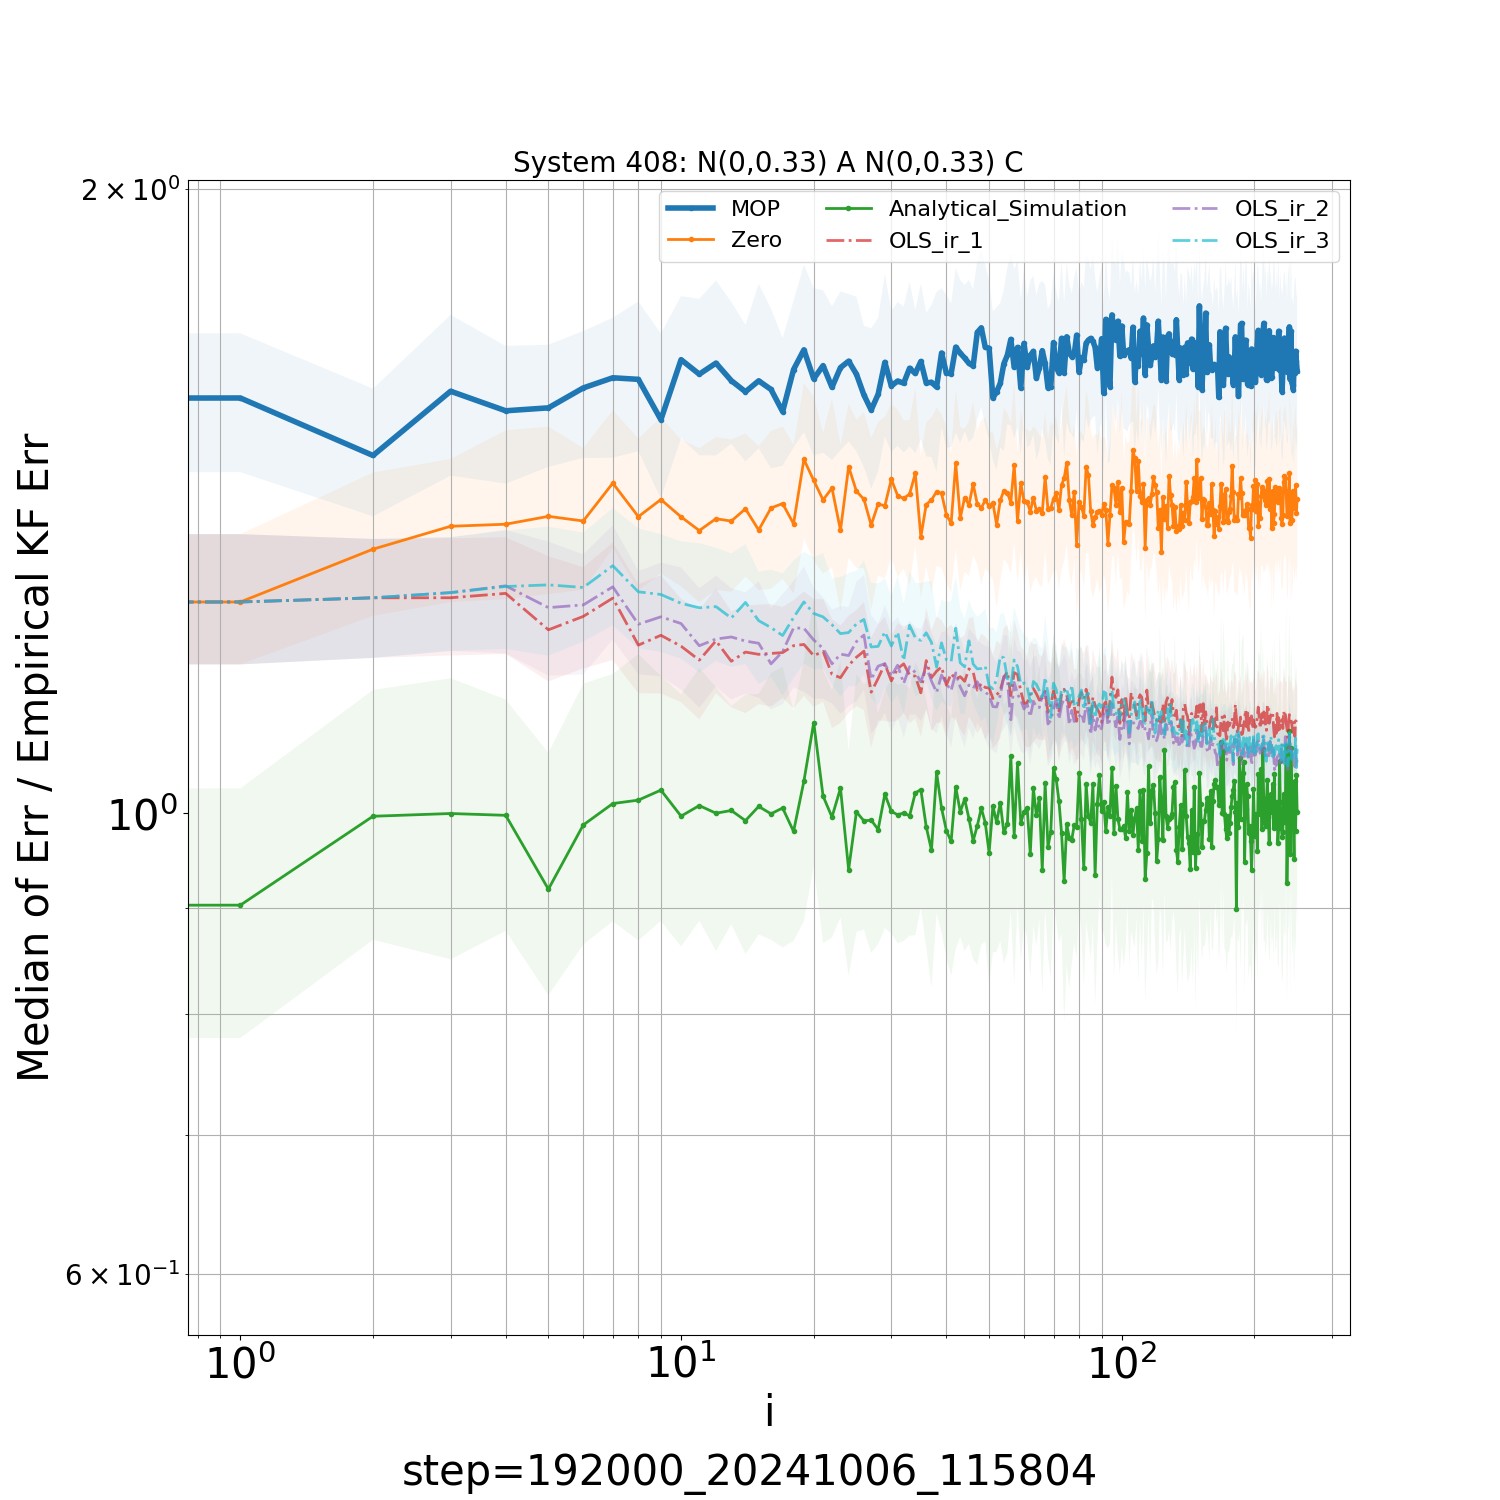 System 408: N(0,0.33) A N(0,0.33) C
2 × 10⁰
MOP
Zero
Analytical_Simulation
OLS_ir_1
OLS_ir_2
OLS_ir_3
Median of Err / Empirical KF Err
10⁰
6 × 10⁻¹
10⁰
10¹
10²
i
step=192000_20241006_115804